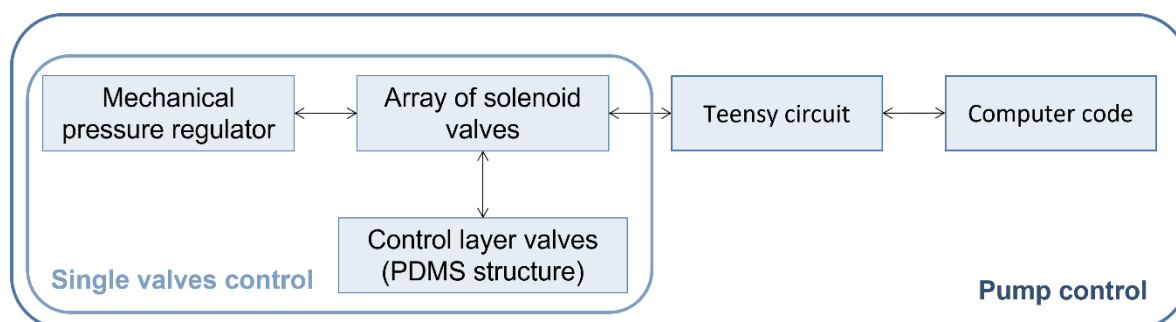 Mechanical
pressure regulator
Array of solenoid
valves
Teensy circuit
Computer code
Control layer valves
(PDMS structure)
Single valves control
Pump control